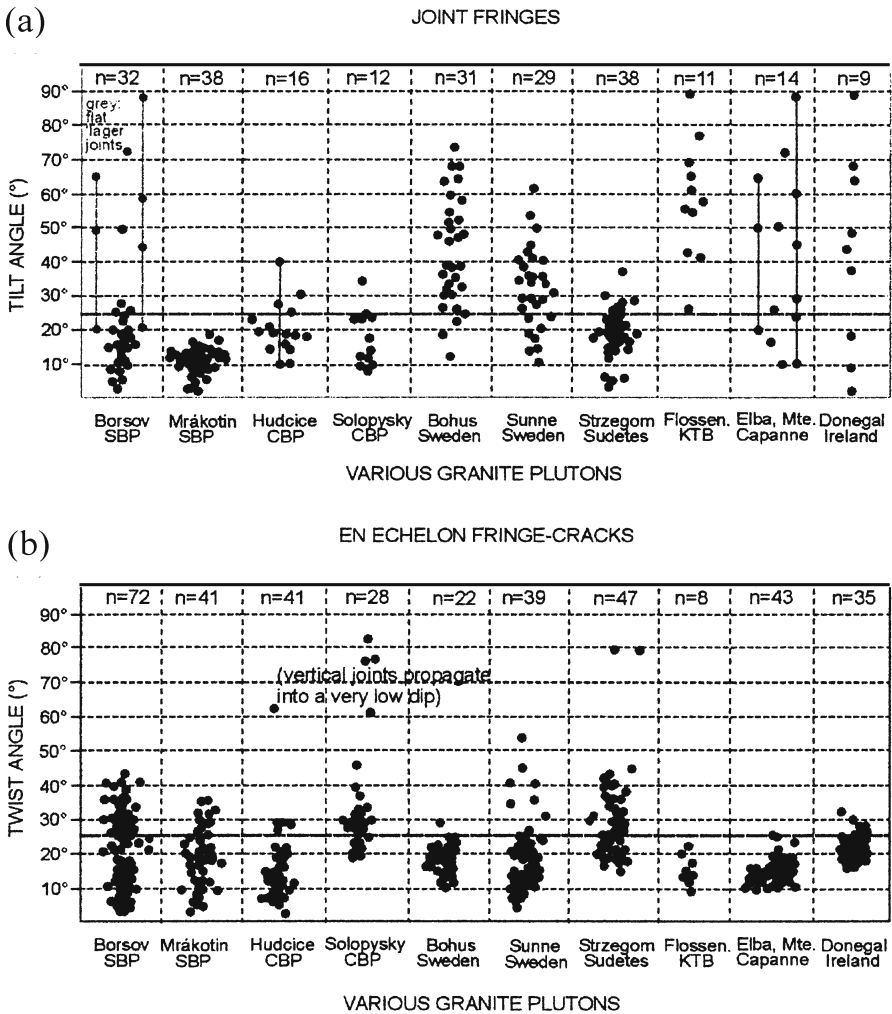 (a)
JOINT FRINGES
n=32 n=38 n=16 n=12 n=31 n=29 n=38 n=11 n=14 n=9
90°
80°
70°
60°
50°
40°
30°
20°
10°
TILT ANGLE (°)
grey:
flat
lager
joints
Borsov Mrákotin Hudcice Solopysky Bohus Sunne Strzegom Flossen. Elba, Mte. Donegal
SBP SBP CBP CBP Sweden Sweden Sudetes KTB Capanne Ireland
VARIOUS GRANITE PLUTONS
(b)
EN ECHELON FRINGE-CRACKS
n=72 n=41 n=41 n=28 n=22 n=39 n=47 n=8 n=43 n=35
90°
80°
70°
60°
50°
40°
30°
20°
10°
TWIST ANGLE (°)
(vertical joints propagate
into a very low dip)
Borsov Mrákotin Hudcice Solopysky Bohus Sunne Strzegom Flossen. Elba, Mte. Donegal
SBP SBP CBP CBP Sweden Sweden Sudetes KTB Capanne Ireland
VARIOUS GRANITE PLUTONS